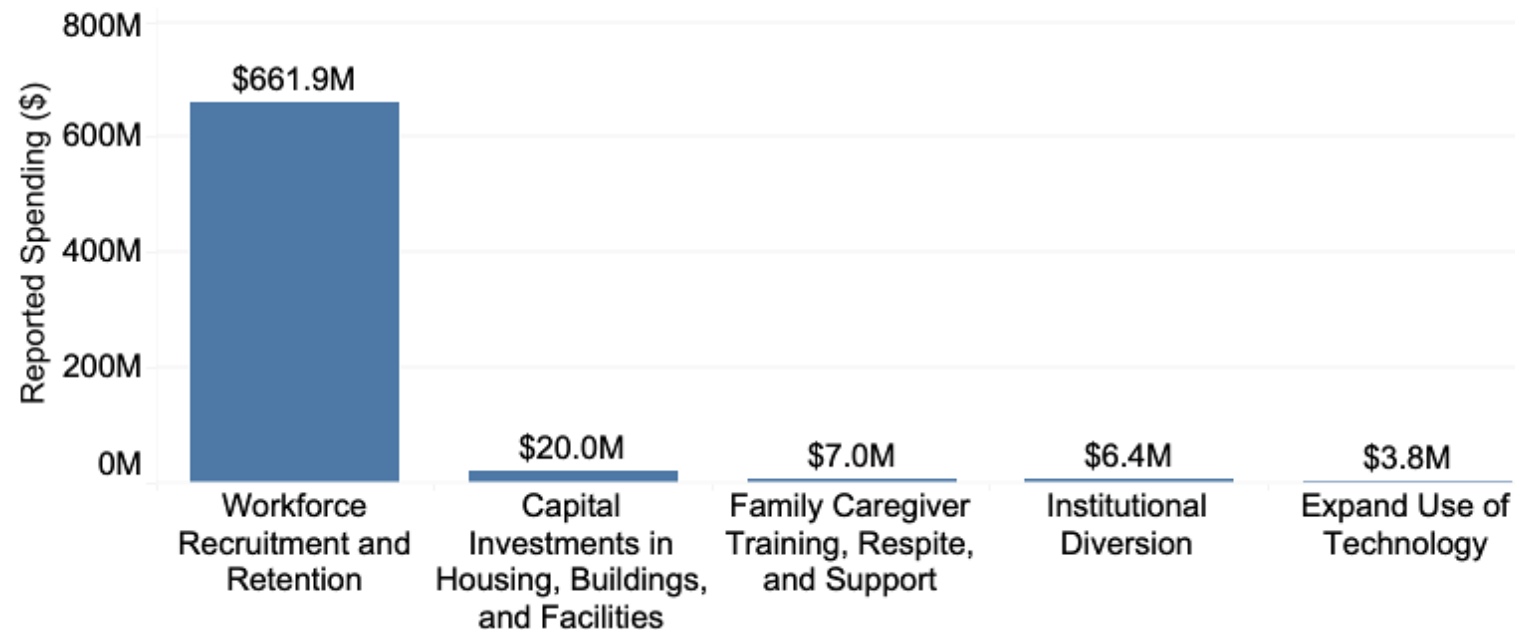 Reported Spending ($)
800M
600M
400M
200M
0M
$661.9M
$20.0M
$7.0M
$6.4M
$3.8M
Workforce
Recruitment and
Retention
Capital
Investments in
Housing, Buildings,
and Facilities
Family Caregiver
Training, Respite,
and Support
Institutional
Diversion
Expand Use of
Technology